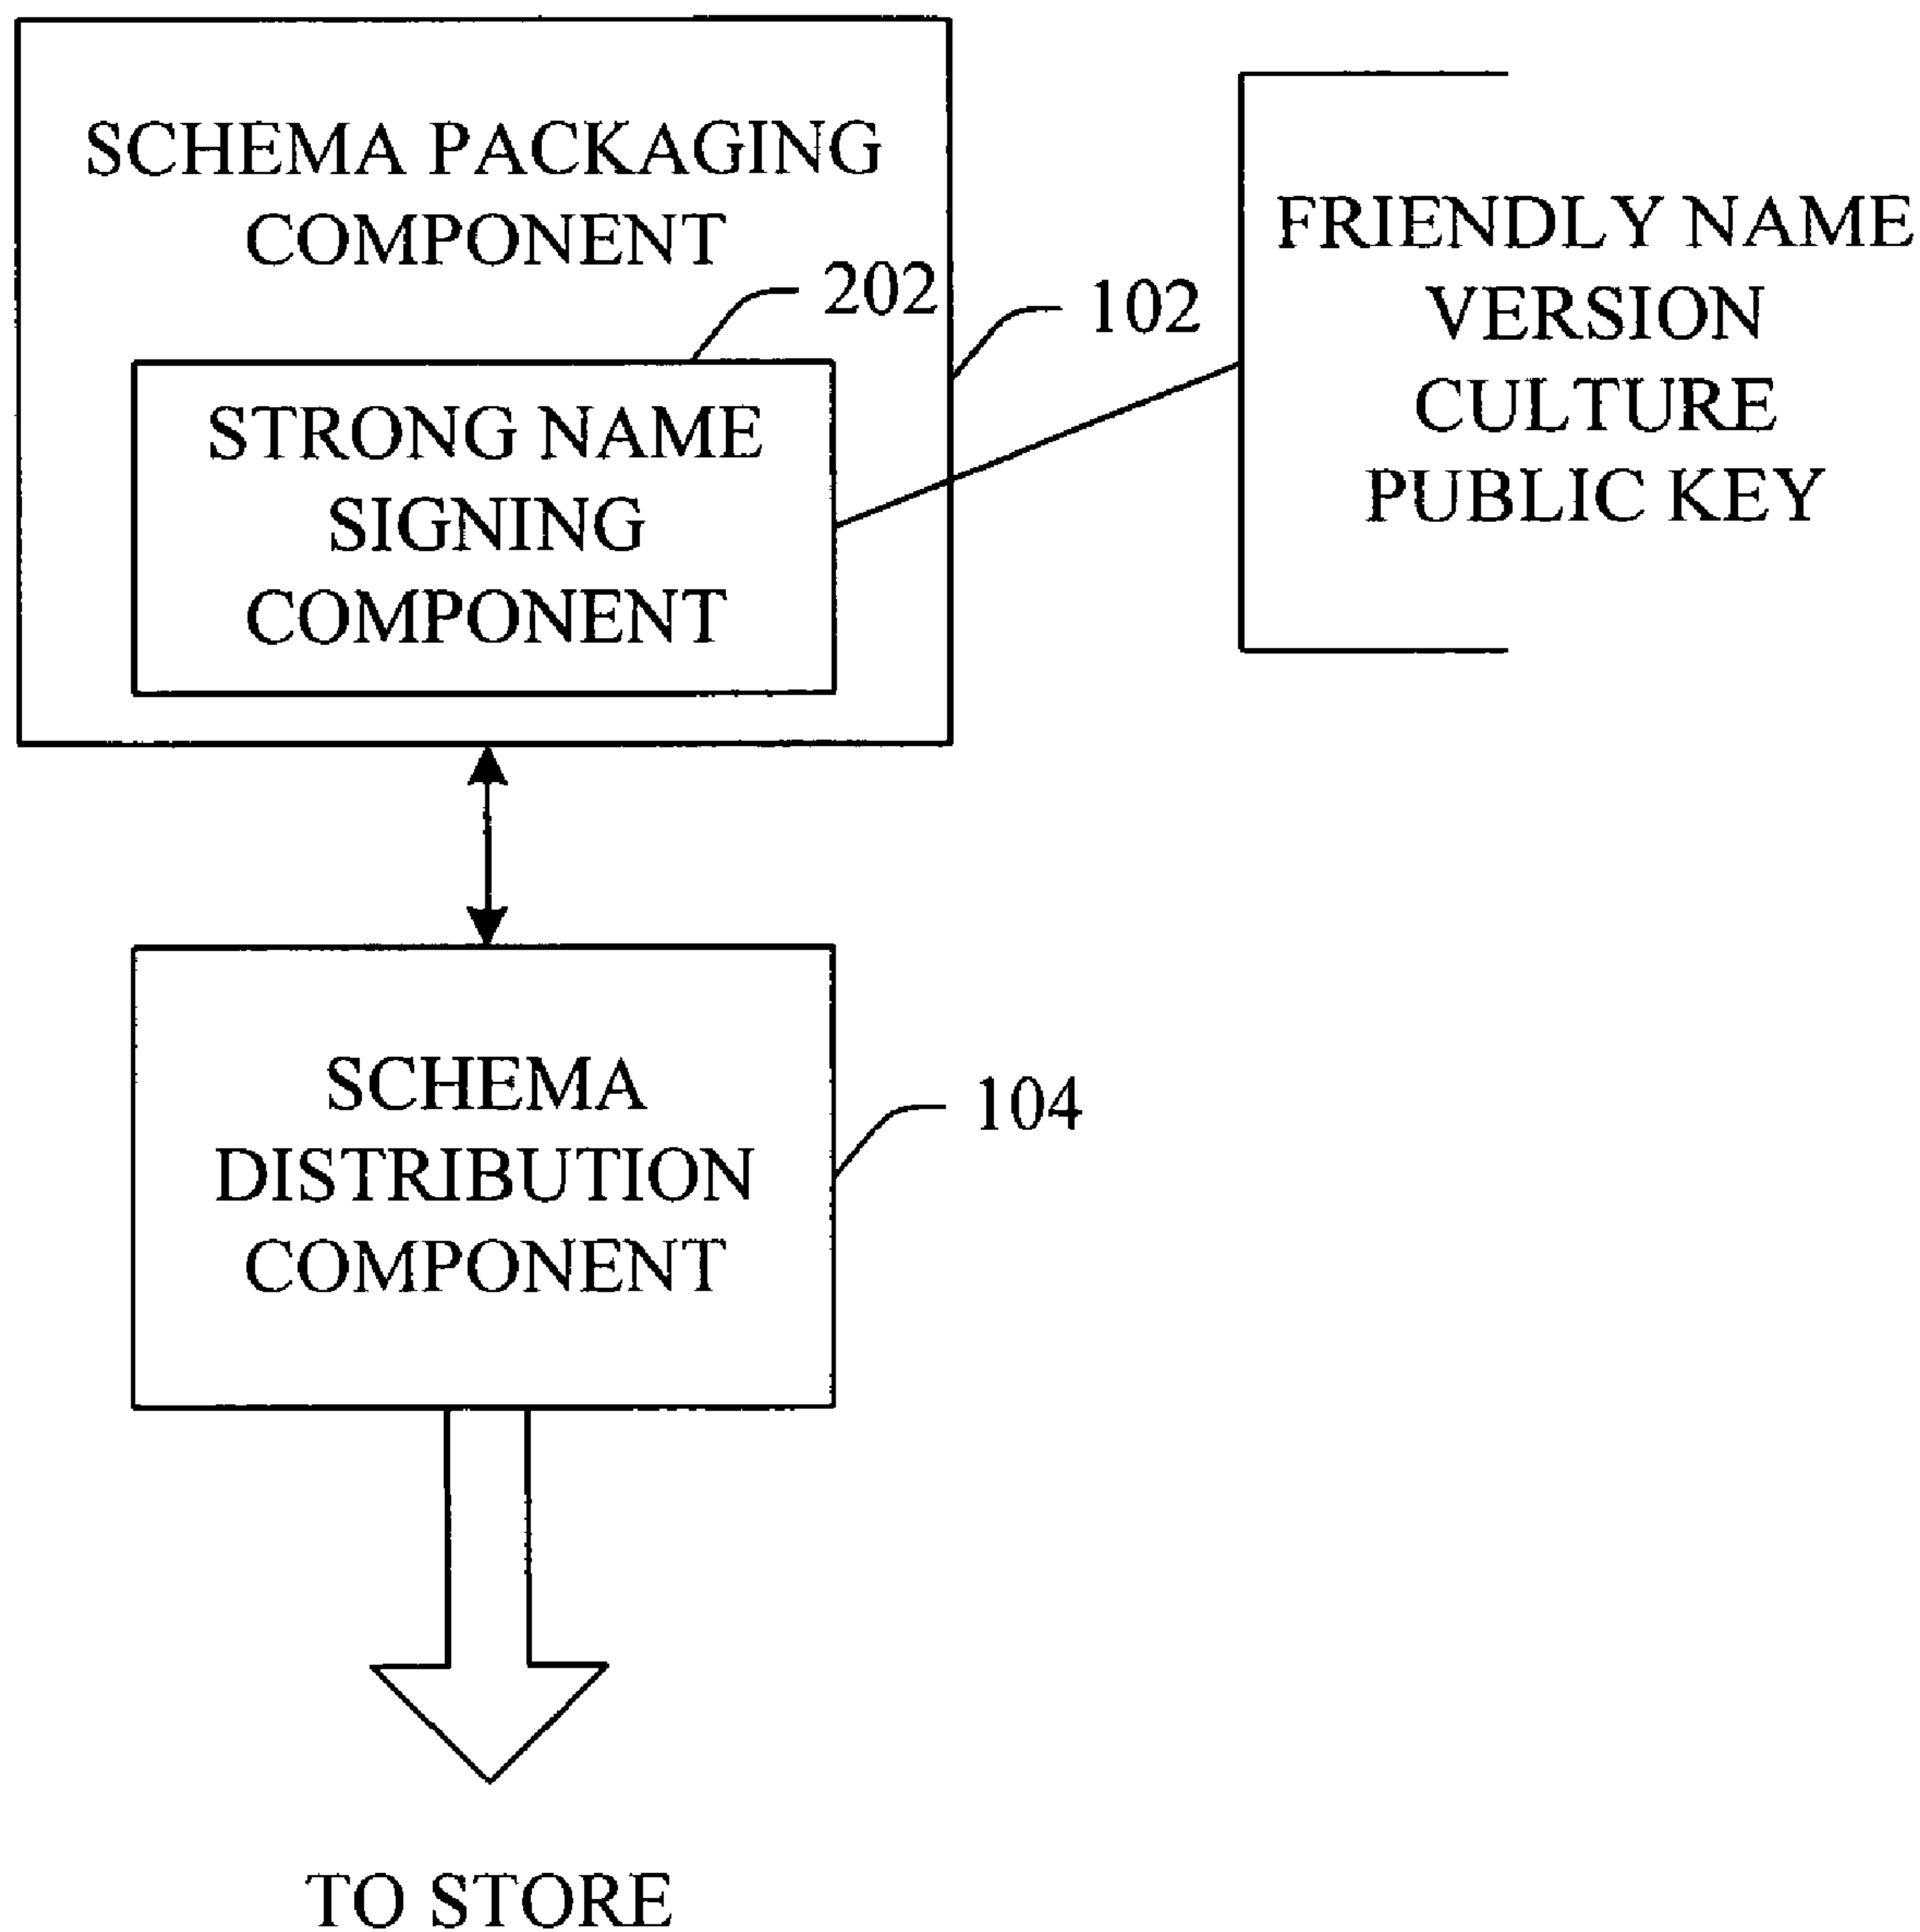 SCHEMA PACKAGING
COMPONENT
202
102
STRONG NAME
SIGNING
COMPONENT
FRIENDLY NAME
VERSION
CULTURE
PUBLIC KEY
SCHEMA
DISTRIBUTION
COMPONENT
104
TO STORE